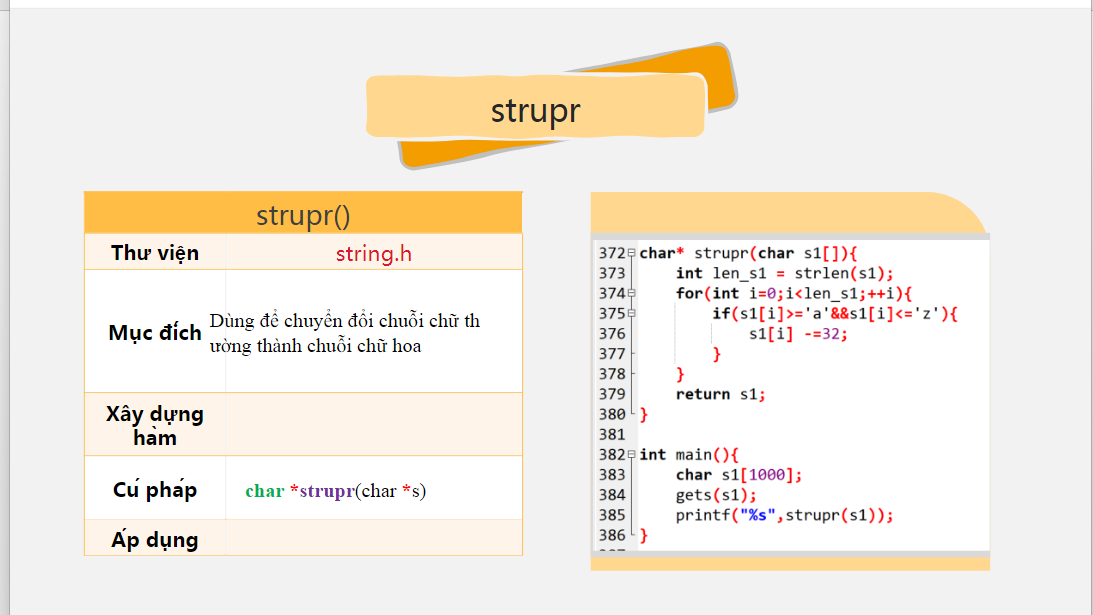 strupr
strupr()
Thư viện
string.h
Mục đích
Dùng để chuyển đổi chuỗi chữ th
ường thành chuỗi chữ hoa
Xây dựng
hàm
Cú pháp
char *strupr(char *s)
Áp dụng
372 char* strupr(char s1[]){
373     int len_s1 = strlen(s1);
374     for(int i=0;i<len_s1;++i){
375         if(s1[i]>='a'&&s1[i]<='z'){
376             s1[i] -=32;
377         }
378     }
379     return s1;
380 }
381
382 int main(){
383     char s1[1000];
384     gets(s1);
385     printf("%s",strupr(s1));
386 }